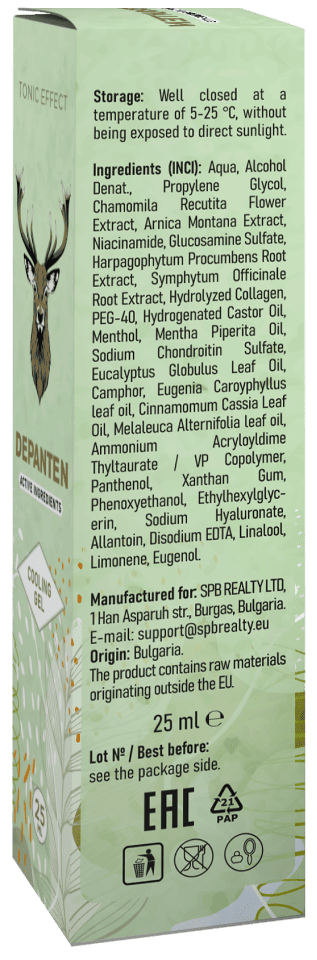 TONIC EFFECT
DEPANTEN
ACTIVE INGREDIENTS
COOLING
GEL
25
Storage: Well closed at a
temperature of 5-25 °C, without
being exposed to direct sunlight.
Ingredients (INCI): Aqua, Alcohol
Denat., Propylene Glycol,
Chamomila Recutita Flower
Extract, Arnica Montana Extract,
Niacinamide, Glucosamine Sulfate,
Harpagophytum Procumbens Root
Extract, Symphytum Officinale
Root Extract, Hydrolyzed Collagen,
PEG-40, Hydrogenated Castor Oil,
Menthol, Mentha Piperita Oil,
Sodium Chondroitin Sulfate,
Eucalyptus Globulus Leaf Oil,
Camphor, Eugenia Caroyphyllus
leaf oil, Cinnamomum Cassia Leaf
Oil, Melaleuca Alternifolia leaf oil,
Ammonium Acryloyldime
Thyltaurate / VP Copolymer,
Panthenol, Xanthan Gum,
Phenoxyethanol, Ethylhexylglyc-
erin, Sodium Hyaluronate,
Allantoin, Disodium EDTA, Linalool,
Limonene, Eugenol.
Manufactured for: SPB REALTY LTD,
1 Han Asparuh str., Burgas, Bulgaria.
E-mail: support@spbrealty.eu
Origin: Bulgaria.
The product contains raw materials
originating outside the EU.
25 ml ℮
Lot № / Best before:
see the package side.
EAC
21
PAP